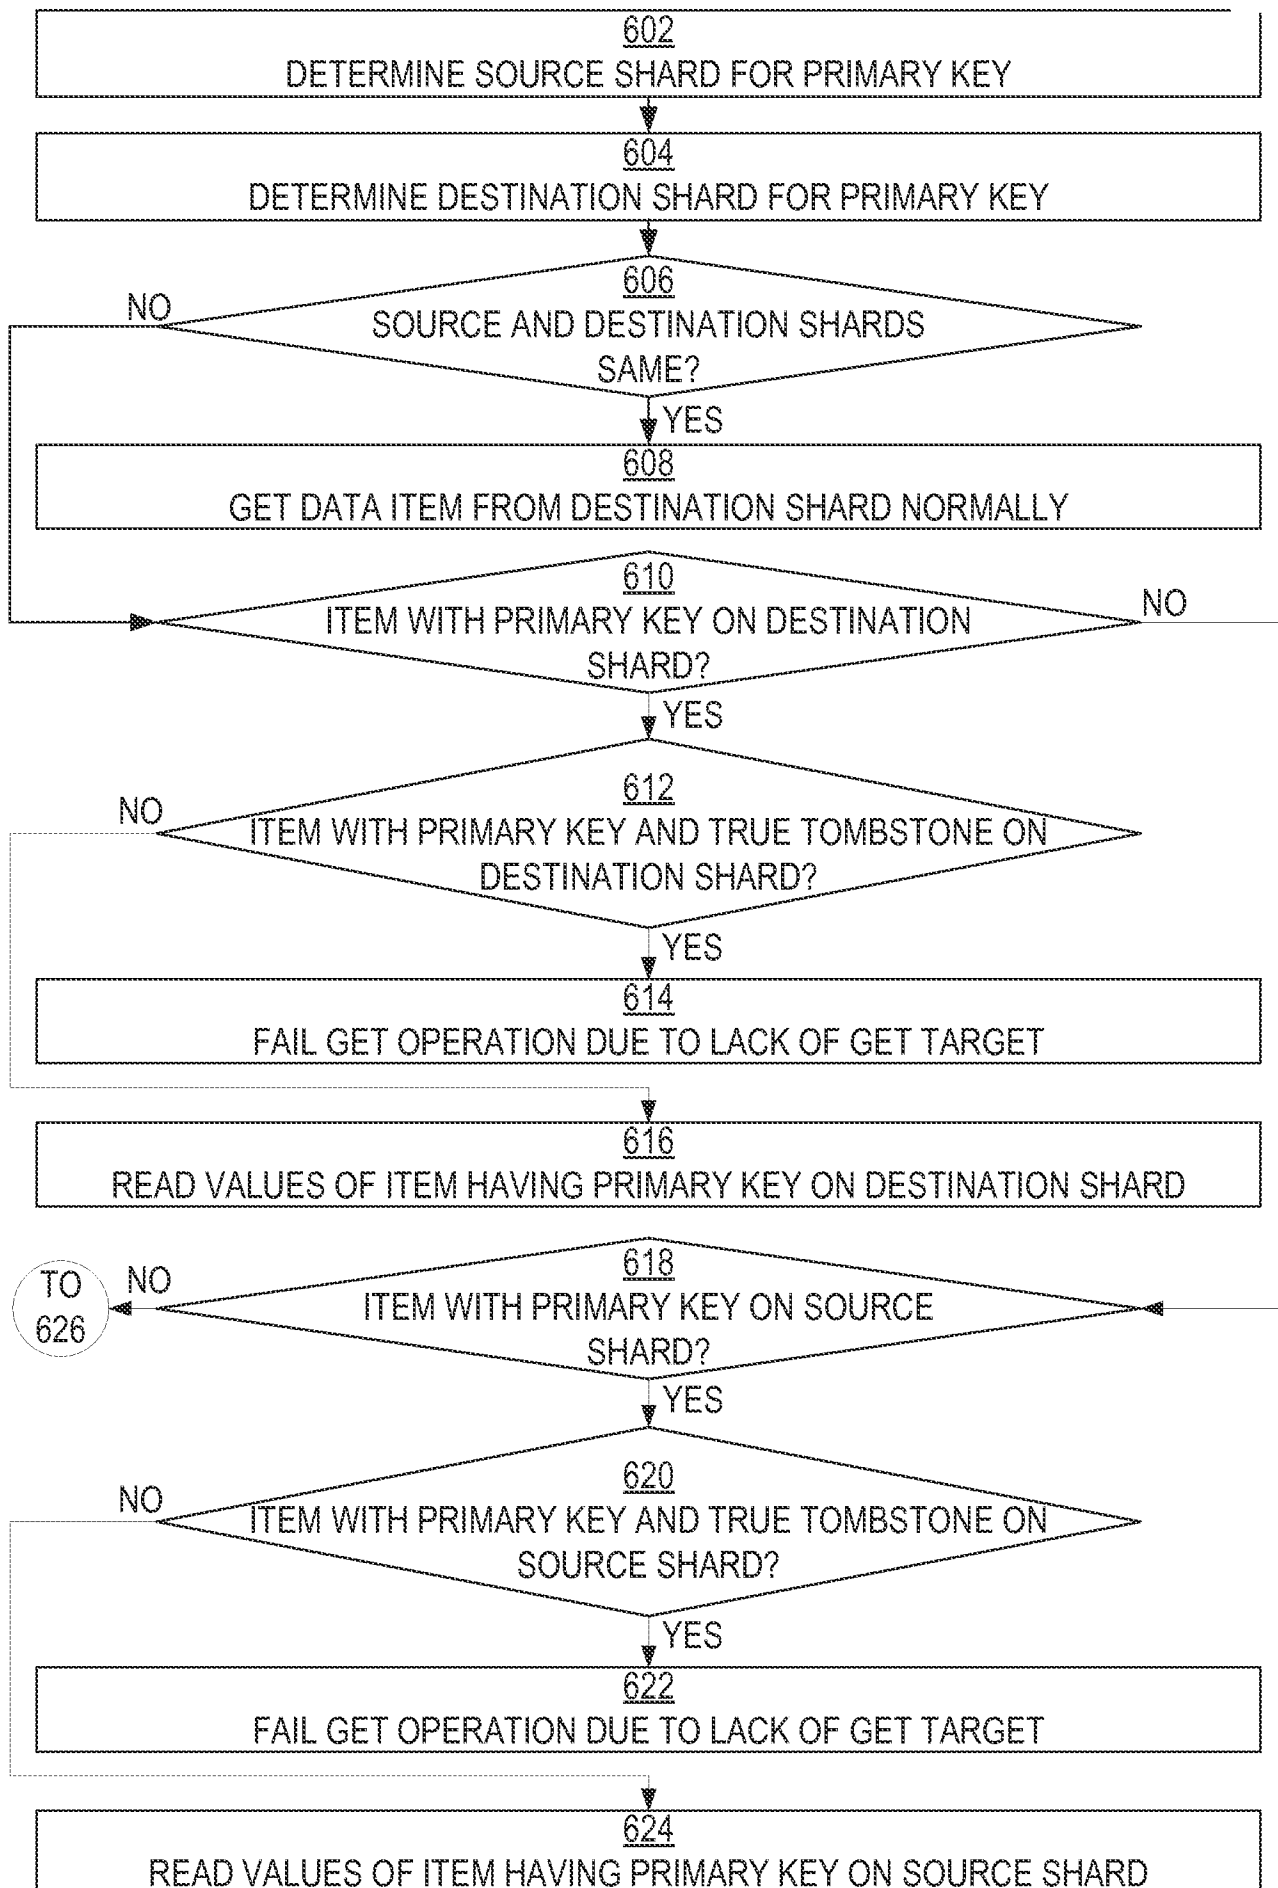 602
DETERMINE SOURCE SHARD FOR PRIMARY KEY
604
DETERMINE DESTINATION SHARD FOR PRIMARY KEY
606
NO
SOURCE AND DESTINATION SHARDS
SAME?
YES
608
GET DATA ITEM FROM DESTINATION SHARD NORMALLY
610
NO
ITEM WITH PRIMARY KEY ON DESTINATION
SHARD?
YES
612
NO
ITEM WITH PRIMARY KEY AND TRUE TOMBSTONE ON
DESTINATION SHARD?
YES
614
FAIL GET OPERATION DUE TO LACK OF GET TARGET
616
READ VALUES OF ITEM HAVING PRIMARY KEY ON DESTINATION SHARD
618
TO
626
NO
ITEM WITH PRIMARY KEY ON SOURCE
SHARD?
YES
620
NO
ITEM WITH PRIMARY KEY AND TRUE TOMBSTONE ON
SOURCE SHARD?
YES
622
FAIL GET OPERATION DUE TO LACK OF GET TARGET
624
READ VALUES OF ITEM HAVING PRIMARY KEY ON SOURCE SHARD